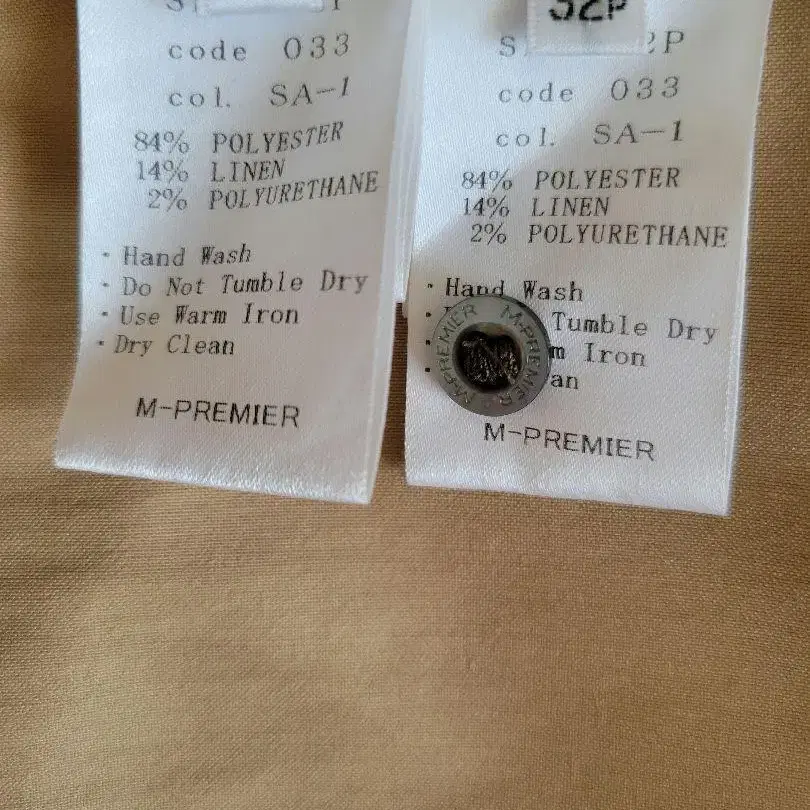 code 033
col. SA-1
84% POLYESTER
14% LINEN
2% POLYURETHANE
· Hand Wash
· Do Not Tumble Dry
· Use Warm Iron
· Dry Clean
M-PREMIER
32P
code 033
col. SA-1
84% POLYESTER
14% LINEN
2% POLYURETHANE
· Hand Wash
Tumble Dry
Iron
M-PREMIER
M-PREMIER M-PREMIER M-PREMIER